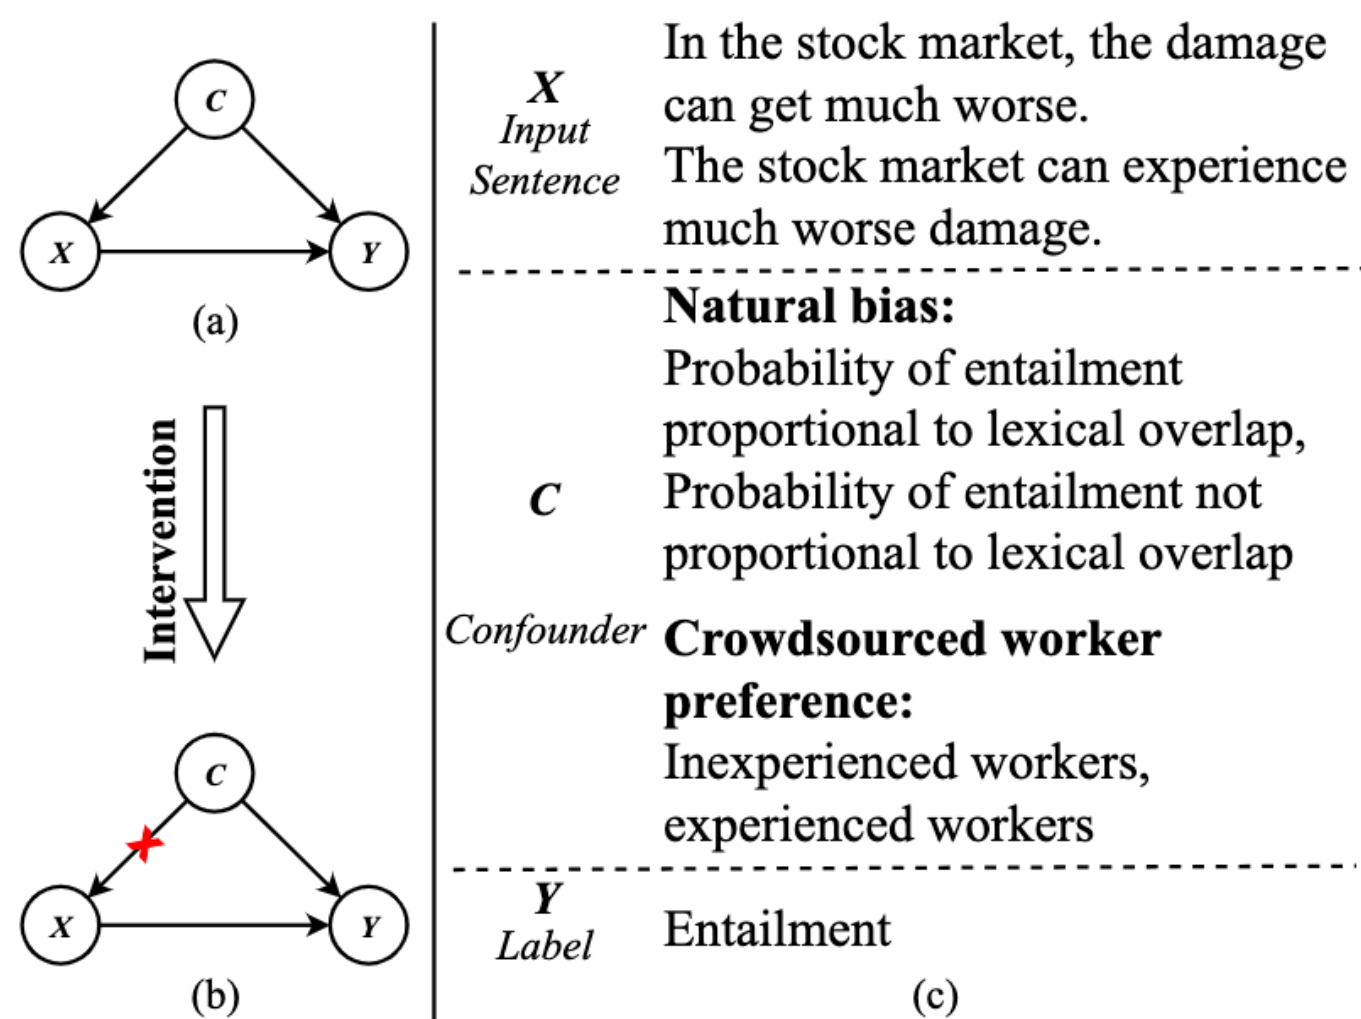 C
X
Y
(a)
Intervention
C
X
Y
(b)
X
Input
Sentence
In the stock market, the damage
can get much worse.
The stock market can experience
much worse damage.
C
Confounder
Natural bias:
Probability of entailment
proportional to lexical overlap,
Probability of entailment not
proportional to lexical overlap
Crowdsourced worker
preference:
Inexperienced workers,
experienced workers
Y
Label
Entailment
(c)